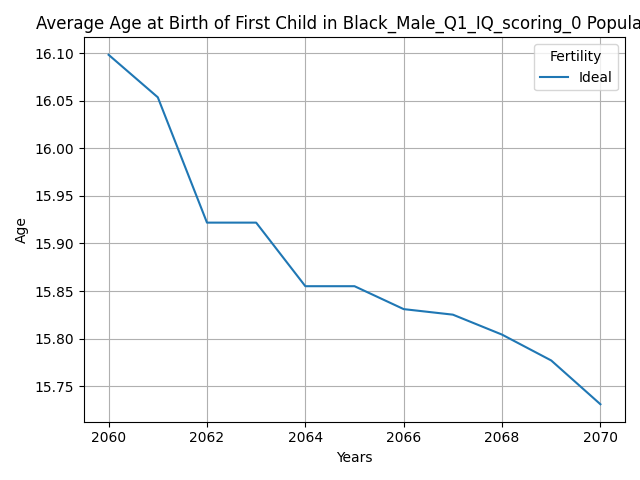 Average Age at Birth of First Child in Black_Male_Q1_IQ_scoring_0 Popula
Fertility
Ideal
16.10
16.05
16.00
15.95
15.90
15.85
15.80
15.75
Age
2060 2062 2064 2066 2068 2070
Years